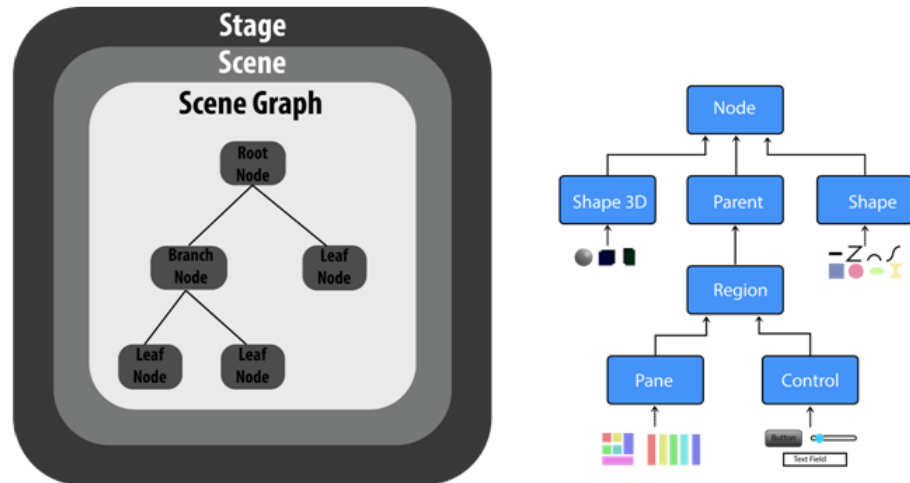 Stage
Scene
Scene Graph
Root
Node
Branch
Node
Leaf
Node
Leaf
Node
Leaf
Node
Node
Shape 3D
Parent
Shape
Region
Pane
Control
Button
Text Field